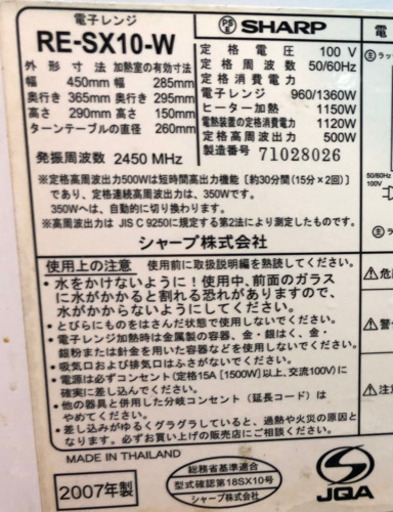 電子レンジ
RE-SX10-W
外形寸法 加熱室の有効寸法
幅 450mm 幅 285mm
奥行き 365mm 奥行き 295mm
高さ 290mm 高さ 150mm
ターンテーブルの直径 260mm
発振周波数 2450 MHz
PS E SHARP
定格電圧 100 V
定格周波数 50/60Hz
定格消費電力
電子レンジ 960/1360W
ヒーター加熱 1150W
電熱装置の定格消費電力 1120W
定格高周波出力 500W
製造番号 71028026
※定格高周波出力500Wは短時間高出力機能［約30分間（15分×2回）］
であり、定格連続高周波出力は、350Wです。
350Wへは、自動的に切り換わります。
※高周波出力は JIS C 9250に規定する第2法により測定したものです。
シャープ株式会社
使用上の注意 使用前に取扱説明編を熟読してください。
・水をかけないように！使用中、前面のガラス
に水がかかると割れる恐れがありますので、
水がかからないようにしてください。
・とびらにものをはさんだ状態で使用しないでください。
・電子レンジ加熱時は金属製の容器、金・銀はく、金・
銀粉または針金を用いた容器などを使用しないでください。
・吸気口および排気口はふさがないでください。
・電源は必ずコンセント（定格15A［1500W］以上、交流100V）に
確実に差し込んでください。
・他の器具と併用した分岐コンセント（延長コード）は
やめてください。
・差し込みがゆるくグラグラしていると、過熱や火災の原因と
なります。必ずお買い上げの販売店にご相談ください。
MADE IN THAILAND
2007年製
総務省基準適合
型式確認第18SX10号
シャープ株式会社
JQA
電
50/60Hz
100V
⚠危
⚠警
⚠注